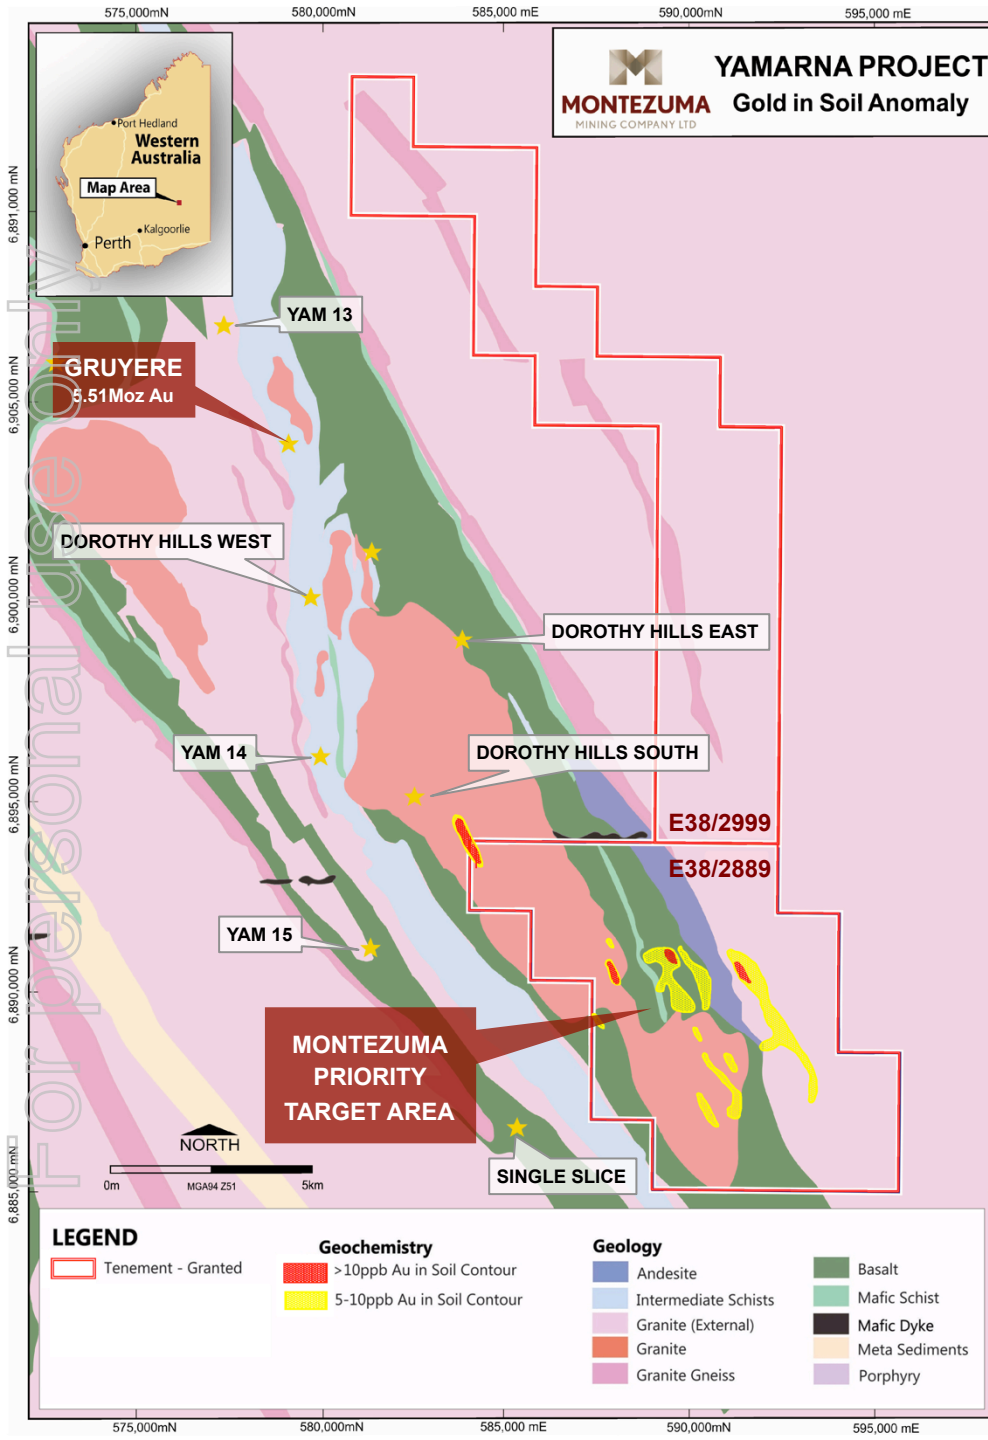 575,000mN
580,000mN
585,000 mE
590,000 mE
595,000 mE
MONTEZUMA
MINING COMPANY LTD
YAMARNA PROJECT
Gold in Soil Anomaly
Port Hedland
Western
Australia
Map Area
Kalgoorlie
Perth
6,891,000 mN
6,905,000 mN
6,900,000 mN
6,895,000 mN
6,890,000 mN
6,885,000 mN
For personal use only
YAM 13
GRUYERE
5.51Moz Au
DOROTHY HILLS WEST
DOROTHY HILLS EAST
YAM 14
DOROTHY HILLS SOUTH
E38/2999
E38/2889
YAM 15
MONTEZUMA
PRIORITY
TARGET AREA
NORTH
0m
MGA94 Z51
5km
SINGLE SLICE
LEGEND
Tenement - Granted
Geochemistry
>10ppb Au in Soil Contour
5-10ppb Au in Soil Contour
Geology
Andesite
Intermediate Schists
Granite (External)
Granite
Granite Gneiss
Basalt
Mafic Schist
Mafic Dyke
Meta Sediments
Porphyry
575,000mN
580,000mN
585,000 mE
590,000 mE
595,000 mE